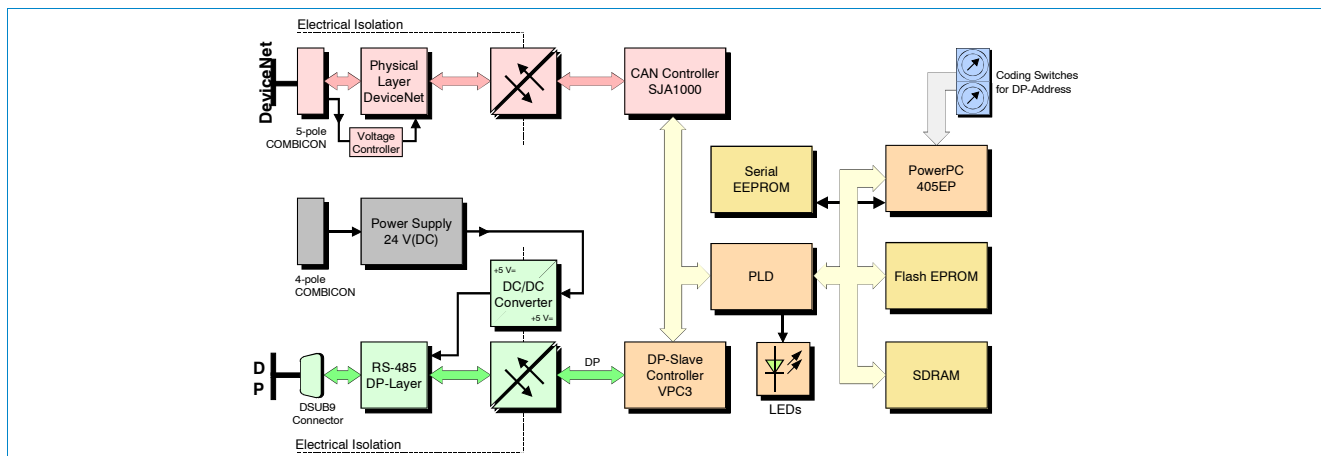 Electrical Isolation
DeviceNet
5-pole
COMBICON
Physical
Layer
DeviceNet
Voltage
Controller
CAN Controller
SJA1000
Coding Switches
for DP-Address
Serial
EEPROM
PowerPC
405EP
Power Supply
24 V(DC)
4-pole
COMBICON
+5 V=
DC/DC
Converter
+5 V=
PLD
Flash EPROM
D
P
DSUB9
Connector
RS-485
DP-Layer
DP
DP-Slave
Controller
VPC3
LEDs
SDRAM
Electrical Isolation